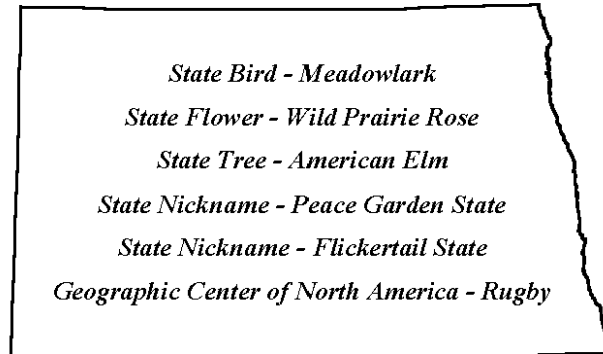 State Bird - Meadowlark
State Flower - Wild Prairie Rose
State Tree - American Elm
State Nickname - Peace Garden State
State Nickname - Flickertail State
Geographic Center of North America - Rugby